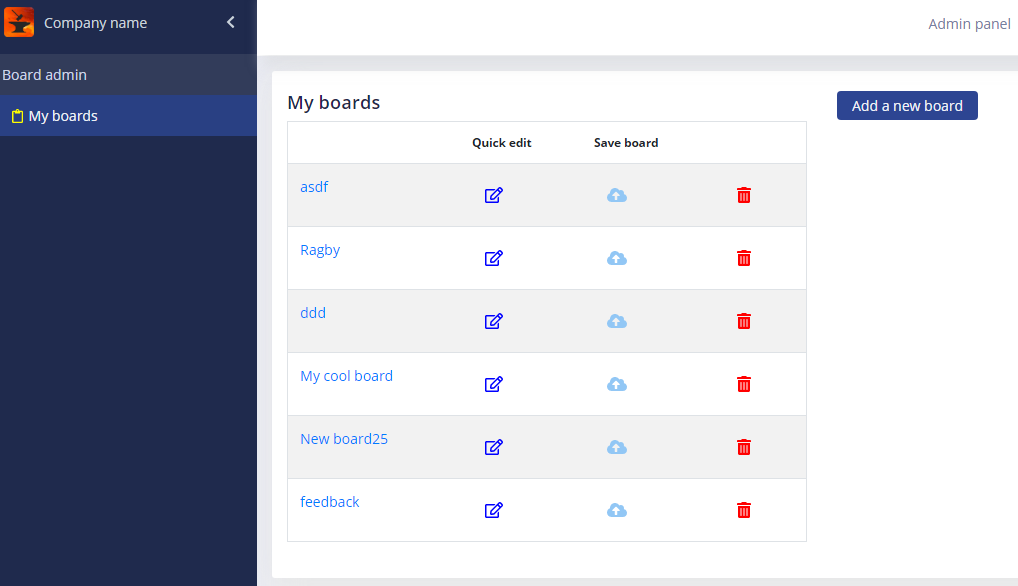 Company name
Admin panel
Board admin
My boards
My boards
Add a new board
Quick edit
Save board
asdf
Ragby
ddd
My cool board
New board25
feedback